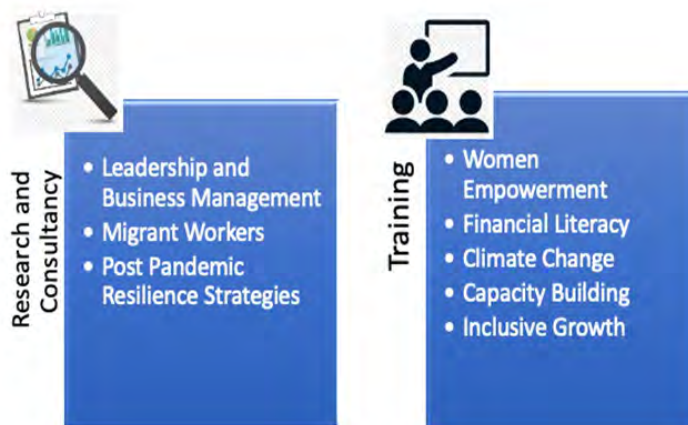 Research and
Consultancy
• Leadership and
Business Management
• Migrant Workers
• Post Pandemic
Resilience Strategies
Training
• Women
Empowerment
• Financial Literacy
• Climate Change
• Capacity Building
• Inclusive Growth